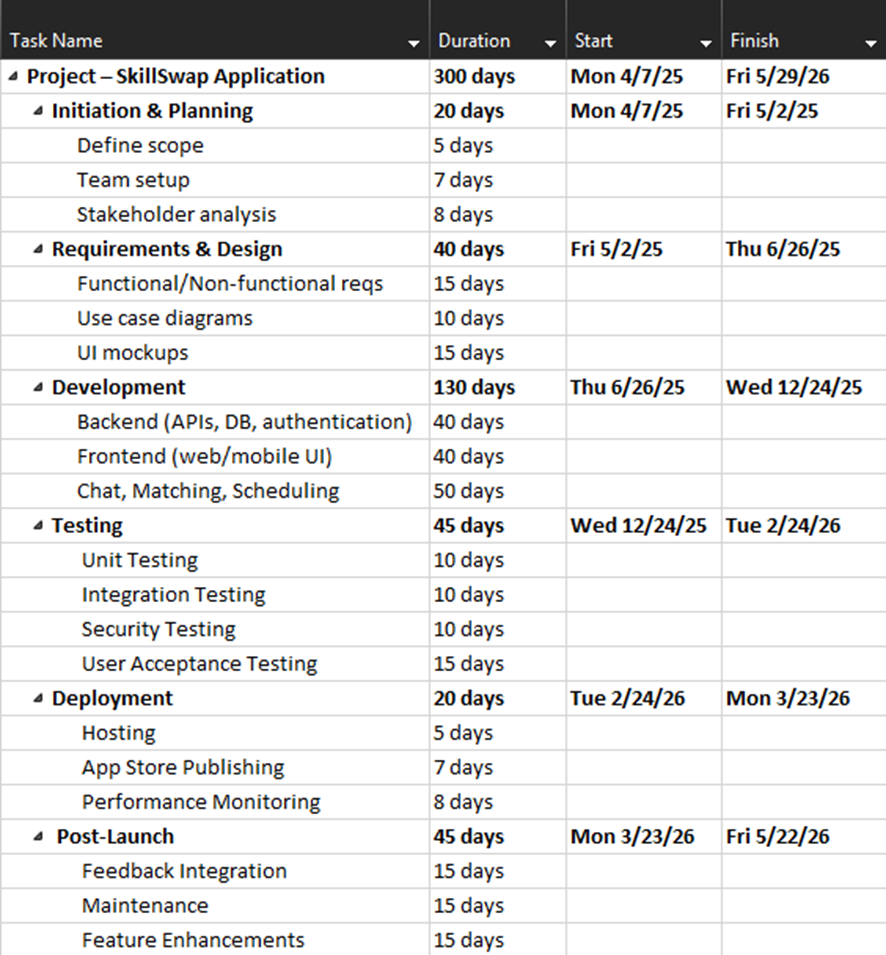 Task Name Duration Start Finish
Project – SkillSwap Application 300 days Mon 4/7/25 Fri 5/29/26
Initiation & Planning 20 days Mon 4/7/25 Fri 5/2/25
Define scope 5 days
Team setup 7 days
Stakeholder analysis 8 days
Requirements & Design 40 days Fri 5/2/25 Thu 6/26/25
Functional/Non-functional reqs 15 days
Use case diagrams 10 days
UI mockups 15 days
Development 130 days Thu 6/26/25 Wed 12/24/25
Backend (APIs, DB, authentication) 40 days
Frontend (web/mobile UI) 40 days
Chat, Matching, Scheduling 50 days
Testing 45 days Wed 12/24/25 Tue 2/24/26
Unit Testing 10 days
Integration Testing 10 days
Security Testing 10 days
User Acceptance Testing 15 days
Deployment 20 days Tue 2/24/26 Mon 3/23/26
Hosting 5 days
App Store Publishing 7 days
Performance Monitoring 8 days
Post-Launch 45 days Mon 3/23/26 Fri 5/22/26
Feedback Integration 15 days
Maintenance 15 days
Feature Enhancements 15 days